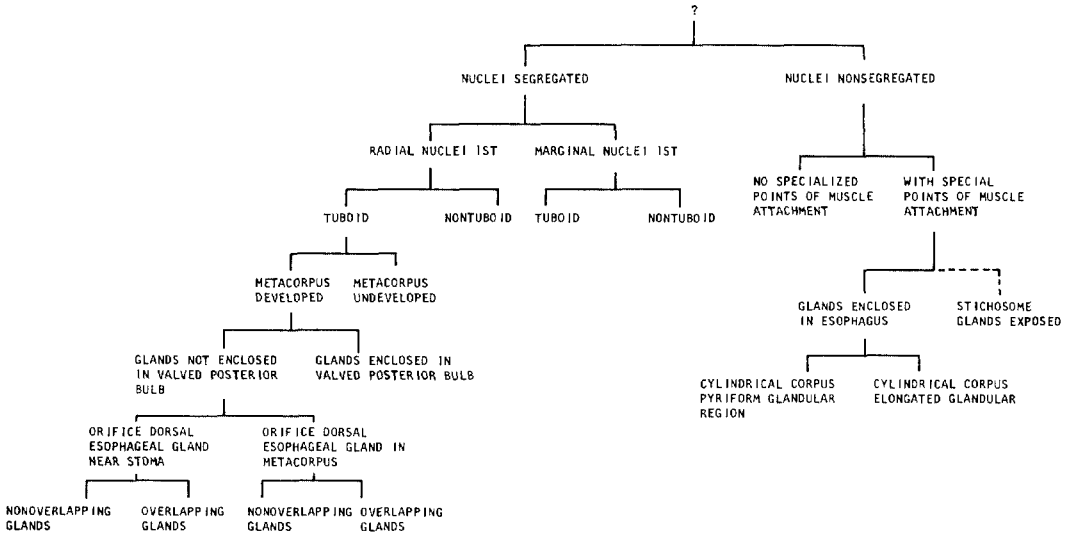 ?
NUCLEI SEGREGATED
NUCLEI NONSEGREGATED
RADIAL NUCLEI 1ST
MARGINAL NUCLEI 1ST
NO SPECIALIZED
POINTS OF MUSCLE
ATTACHMENT
WITH SPECIAL
POINTS OF MUSCLE
ATTACHMENT
TUBOID
NONTUBOID
TUBOID
NONTUBOID
METACORPUS
DEVELOPED
METACORPUS
UNDEVELOPED
GLANDS ENCLOSED
IN ESOPHAGUS
STICHOSOME
GLANDS EXPOSED
GLANDS NOT ENCLOSED
IN VALVED POSTERIOR
BULB
GLANDS ENCLOSED IN
VALVED POSTERIOR BULB
CYLINDRICAL CORPUS
PYRIFORM GLANDULAR
REGION
CYLINDRICAL CORPUS
ELONGATED GLANDULAR
ORIFICE DORSAL
ESOPHAGEAL GLAND
NEAR STOMA
ORIFICE DORSAL
ESOPHAGEAL GLAND IN
METACORPUS
NONOVERLAPPING
GLANDS
OVERLAPPING
GLANDS
NONOVERLAPPING
GLANDS
OVERLAPPING
GLANDS